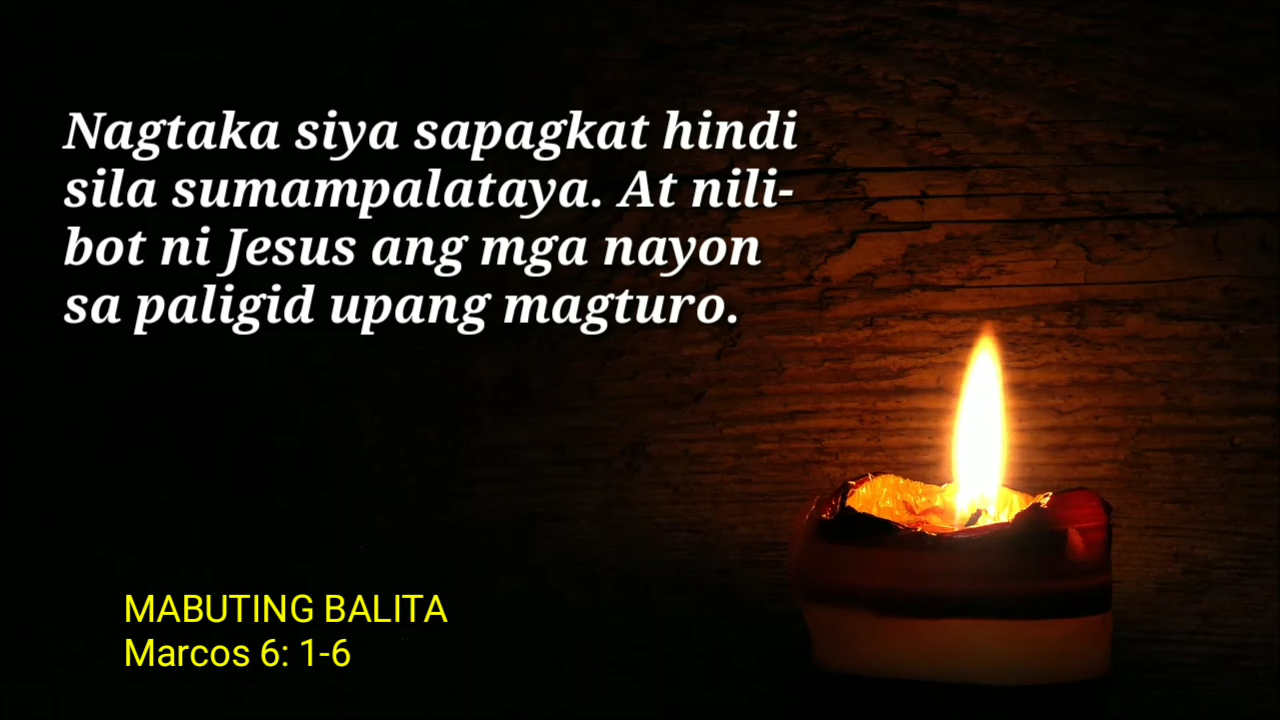 Nagtaka siya sapagkat hindi
sila sumampalataya. At nili-
bot ni Jesus ang mga nayon
sa paligid upang magturo.
MABUTING BALITA
Marcos 6: 1-6